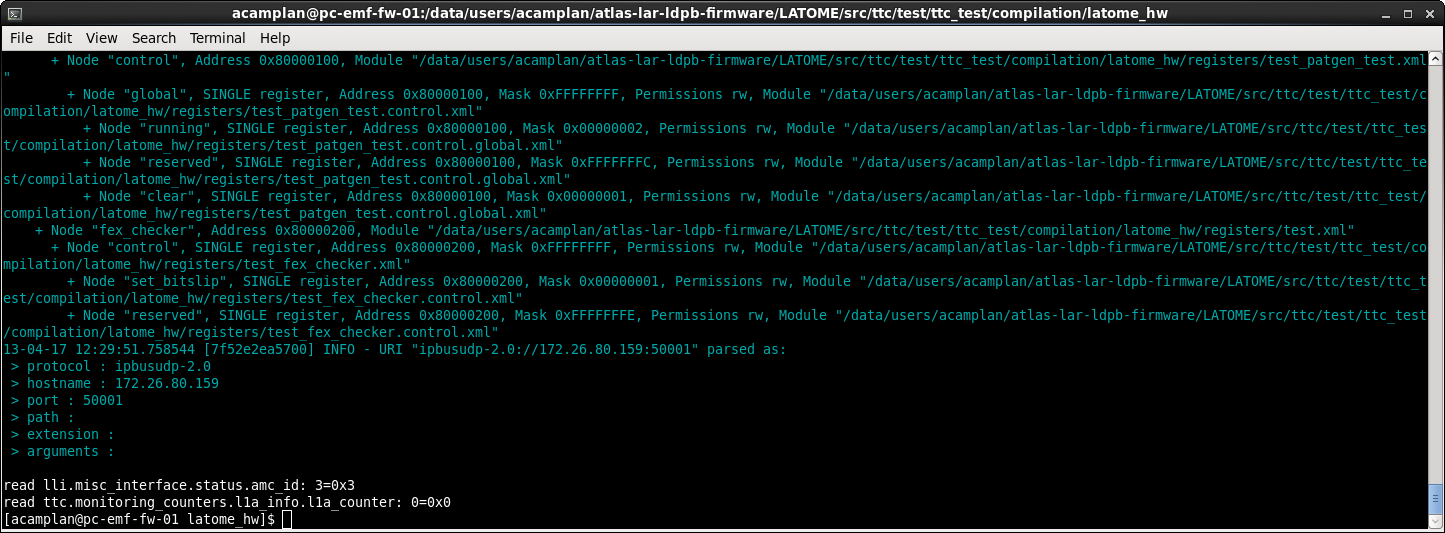 acamplan@pc-emf-fw-01:/data/users/acamplan/atlas-lar-ldpb-firmware/LATOME/src/ttc/test/ttc_test/compilation/latome_hw
File Edit View Search Terminal Help
+ Node "control", Address 0x80000100, Module "/data/users/acamplan/atlas-lar-ldpb-firmware/LATOME/src/ttc/test/ttc_test/compilation/latome_hw/registers/test_patgen_test.xml
"
+ Node "global", SINGLE register, Address 0x80000100, Mask 0xFFFFFFFF, Permissions rw, Module "/data/users/acamplan/atlas-lar-ldpb-firmware/LATOME/src/ttc/test/ttc_test/c
ompilation/latome_hw/registers/test_patgen_test.control.xml"
+ Node "running", SINGLE register, Address 0x80000100, Mask 0x00000002, Permissions rw, Module "/data/users/acamplan/atlas-lar-ldpb-firmware/LATOME/src/ttc/test/ttc_tes
t/compilation/latome_hw/registers/test_patgen_test.control.global.xml"
+ Node "reserved", SINGLE register, Address 0x80000100, Mask 0xFFFFFFFC, Permissions rw, Module "/data/users/acamplan/atlas-lar-ldpb-firmware/LATOME/src/ttc/test/ttc_te
st/compilation/latome_hw/registers/test_patgen_test.control.global.xml"
+ Node "clear", SINGLE register, Address 0x80000100, Mask 0x00000001, Permissions rw, Module "/data/users/acamplan/atlas-lar-ldpb-firmware/LATOME/src/ttc/test/ttc_test/
compilation/latome_hw/registers/test_patgen_test.control.global.xml"
+ Node "fex_checker", Address 0x80000200, Module "/data/users/acamplan/atlas-lar-ldpb-firmware/LATOME/src/ttc/test/ttc_test/compilation/latome_hw/registers/test.xml"
+ Node "control", SINGLE register, Address 0x80000200, Mask 0xFFFFFFFF, Permissions rw, Module "/data/users/acamplan/atlas-lar-ldpb-firmware/LATOME/src/ttc/test/ttc_test/co
mpilation/latome_hw/registers/test_fex_checker.xml"
+ Node "set_bitslip", SINGLE register, Address 0x80000200, Mask 0x00000001, Permissions rw, Module "/data/users/acamplan/atlas-lar-ldpb-firmware/LATOME/src/ttc/test/ttc_t
est/compilation/latome_hw/registers/test_fex_checker.control.xml"
+ Node "reserved", SINGLE register, Address 0x80000200, Mask 0xFFFFFFFE, Permissions rw, Module "/data/users/acamplan/atlas-lar-ldpb-firmware/LATOME/src/ttc/test/ttc_test
/compilation/latome_hw/registers/test_fex_checker.control.xml"
13-04-17 12:29:51.758544 [7f52e2ea5700] INFO - URI "ipbusudp-2.0://172.26.80.159:50001" parsed as:
> protocol : ipbusudp-2.0
> hostname : 172.26.80.159
> port : 50001
> path :
> extension :
> arguments :
read lli.misc_interface.status.amc_id: 3=0x3
read ttc.monitoring_counters.l1a_info.l1a_counter: 0=0x0
[acamplan@pc-emf-fw-01 latome_hw]$